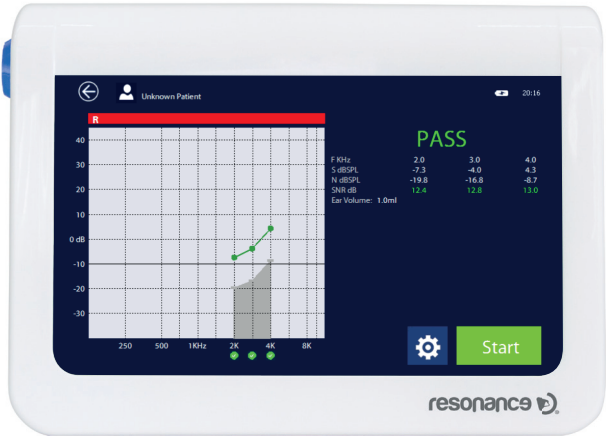 Unknown Patient
20:16
R
PASS
F KHz 2.0 3.0 4.0
S dBSPL -7.3 -4.0 4.3
N dBSPL -19.8 -16.8 -8.7
SNR dB 12.4 12.8 13.0
Ear Volume: 1.0ml
40
30
20
10
0 dB
-10
-20
-30
250 500 1KHz 2K 4K 8K
Start
resonance